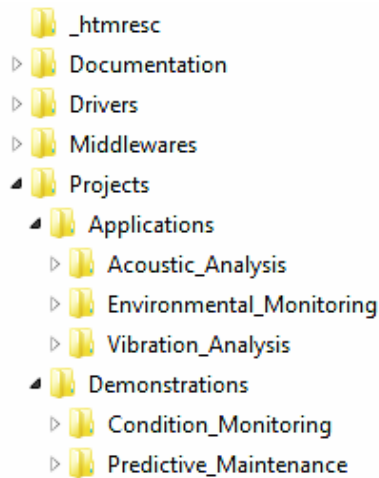 _htmresc
Documentation
Drivers
Middlewares
Projects
Applications
Acoustic_Analysis
Environmental_Monitoring
Vibration_Analysis
Demonstrations
Condition_Monitoring
Predictive_Maintenance